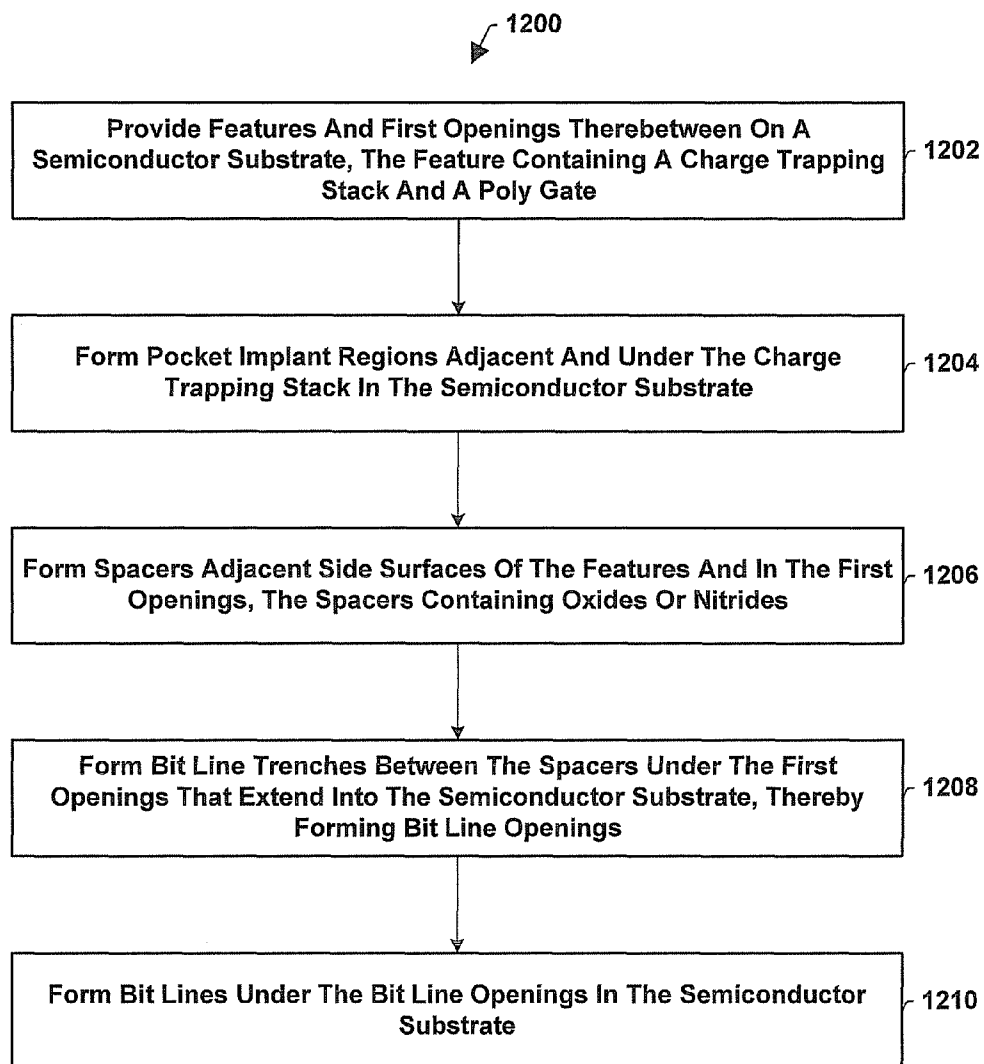 1200
Provide Features And First Openings Therebetween On A
Semiconductor Substrate, The Feature Containing A Charge Trapping
Stack And A Poly Gate
1202
Form Pocket Implant Regions Adjacent And Under The Charge
Trapping Stack In The Semiconductor Substrate
1204
Form Spacers Adjacent Side Surfaces Of The Features And In The First
Openings, The Spacers Containing Oxides Or Nitrides
1206
Form Bit Line Trenches Between The Spacers Under The First
Openings That Extend Into The Semiconductor Substrate, Thereby
Forming Bit Line Openings
1208
Form Bit Lines Under The Bit Line Openings In The Semiconductor
Substrate
1210